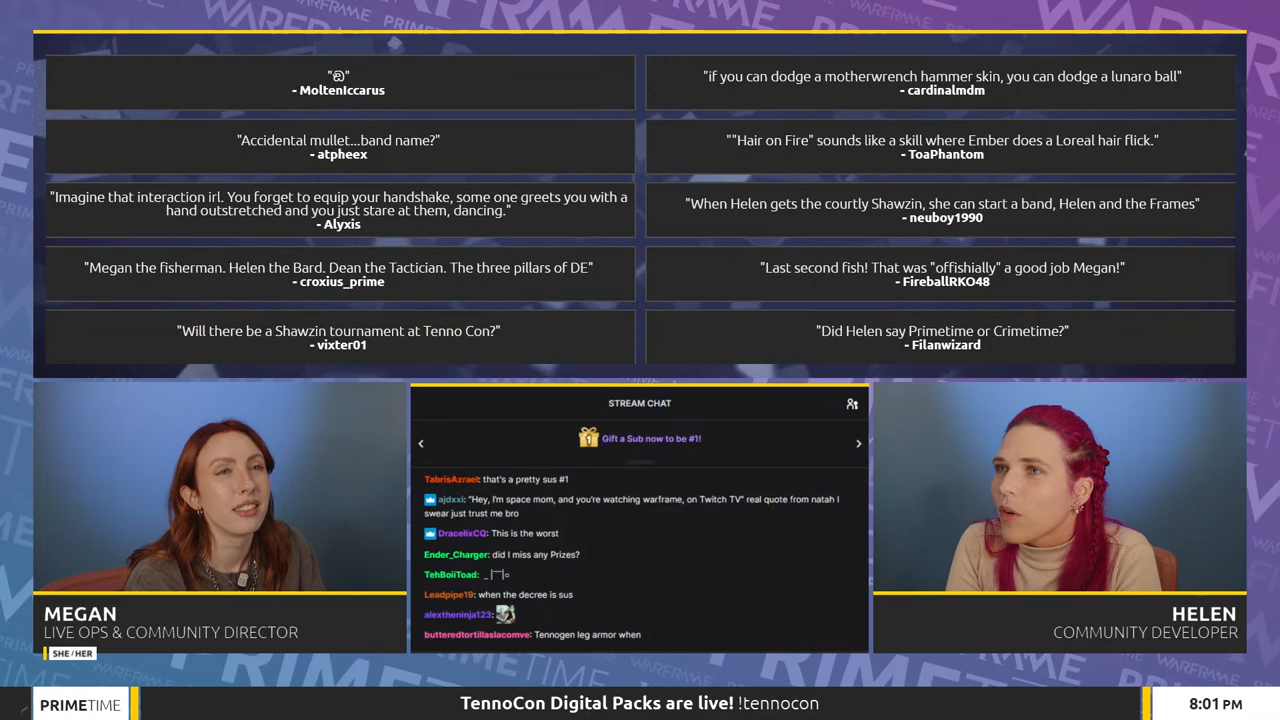 "ඞ"
- MoltenIccarus
"if you can dodge a motherwrench hammer skin, you can dodge a lunaro ball"
- cardinalmdm
"Accidental mullet...band name?"
- atpheex
""Hair on Fire" sounds like a skill where Ember does a Loreal hair flick."
- ToaPhantom
"Imagine that interaction irl. You forget to equip your handshake, some one greets you with a
hand outstretched and you just stare at them, dancing."
- Alyxis
"When Helen gets the courtly Shawzin, she can start a band, Helen and the Frames"
- neuboy1990
"Megan the fisherman. Helen the Bard. Dean the Tactician. The three pillars of DE"
- croxius_prime
"Last second fish! That was "offishially" a good job Megan!"
- FireballRKO48
"Will there be a Shawzin tournament at Tenno Con?"
- vixter01
"Did Helen say Primetime or Crimetime?"
- Filanwizard
STREAM CHAT
1 Gift a Sub now to be #1!
TabrisAzrael: that's a pretty sus #1
ajdxxi: "Hey, I'm space mom, and you're watching warframe, on Twitch TV" real quote from natah I
swear just trust me bro
DracelixCQ: This is the worst
Ender_Charger: did I miss any Prizes?
TehBoiiToad: _|￣|○
Leadpipe19: when the decree is sus
alextheninja123:
butteredtortillaslacomve: Tennogen leg armor when
MEGAN
LIVE OPS & COMMUNITY DIRECTOR
SHE/HER
HELEN
COMMUNITY DEVELOPER
PRIMETIME
TennoCon Digital Packs are live! !tennocon
8:01 PM